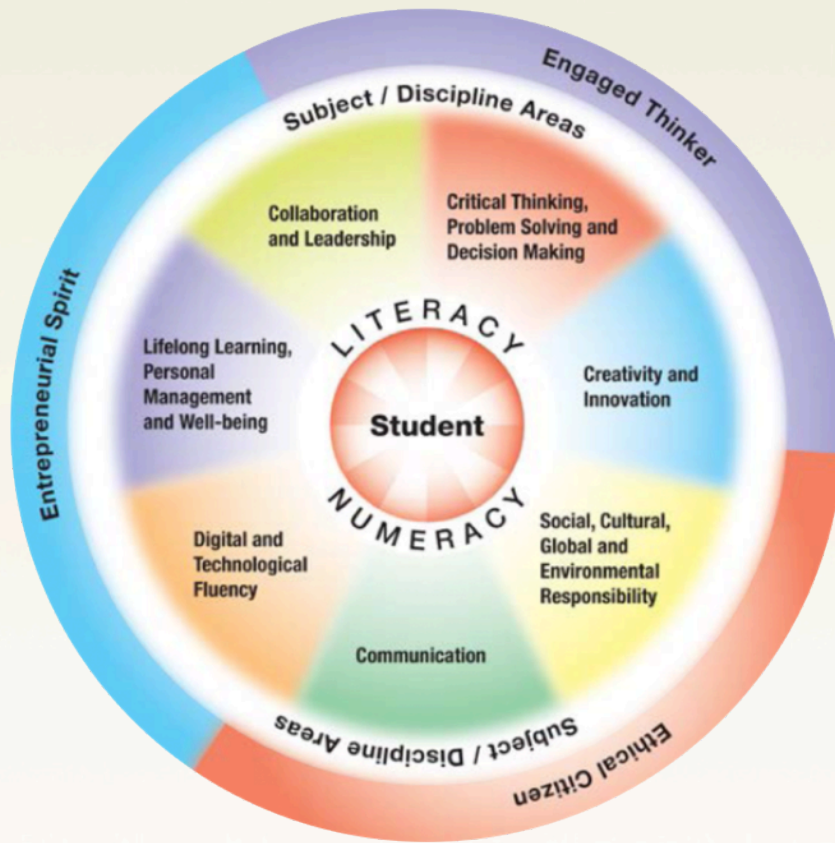 Engaged Thinker
Subject / Discipline Areas
Collaboration
and Leadership
Critical Thinking,
Problem Solving and
Decision Making
Entrepreneurial Spirit
Lifelong Learning,
Personal
Management
and Well-being
LITERACY
Student
NUMERACY
Creativity and
Innovation
Digital and
Technological
Fluency
Social, Cultural,
Global and
Environmental
Responsibility
Communication
Subject / Discipline Areas
Ethical Citizen